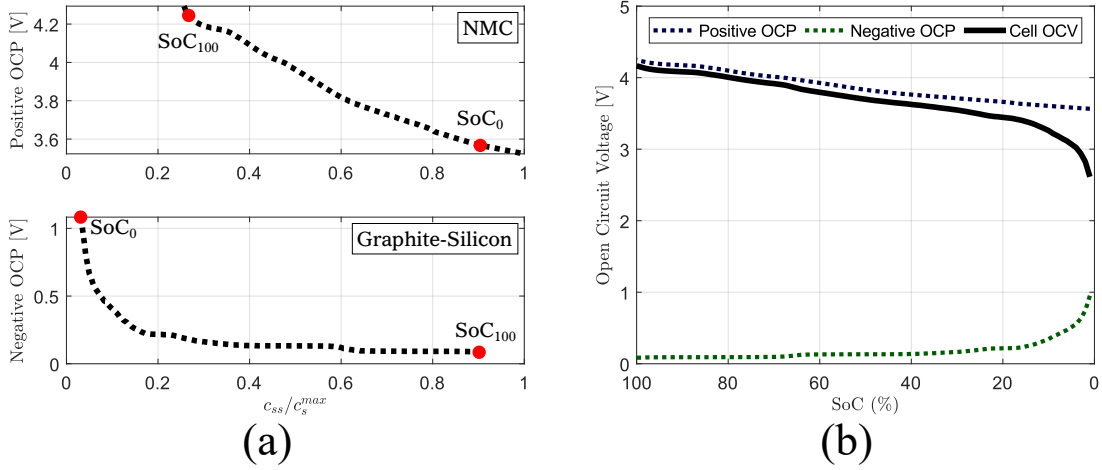 Positive OCP [V]
4.2
4
3.8
3.6
NMC
SoC100
SoC0
0 0.2 0.4 0.6 0.8 1
Negative OCP [V]
1
0.5
0
SoC0
Graphite-Silicon
SoC100
0 0.2 0.4 0.6 0.8 1
c_ss/c_s^max
(a)
Open Circuit Voltage [V]
5
4
3
2
1
0
Positive OCP Negative OCP Cell OCV
100 80 60 40 20 0
SoC (%)
(b)